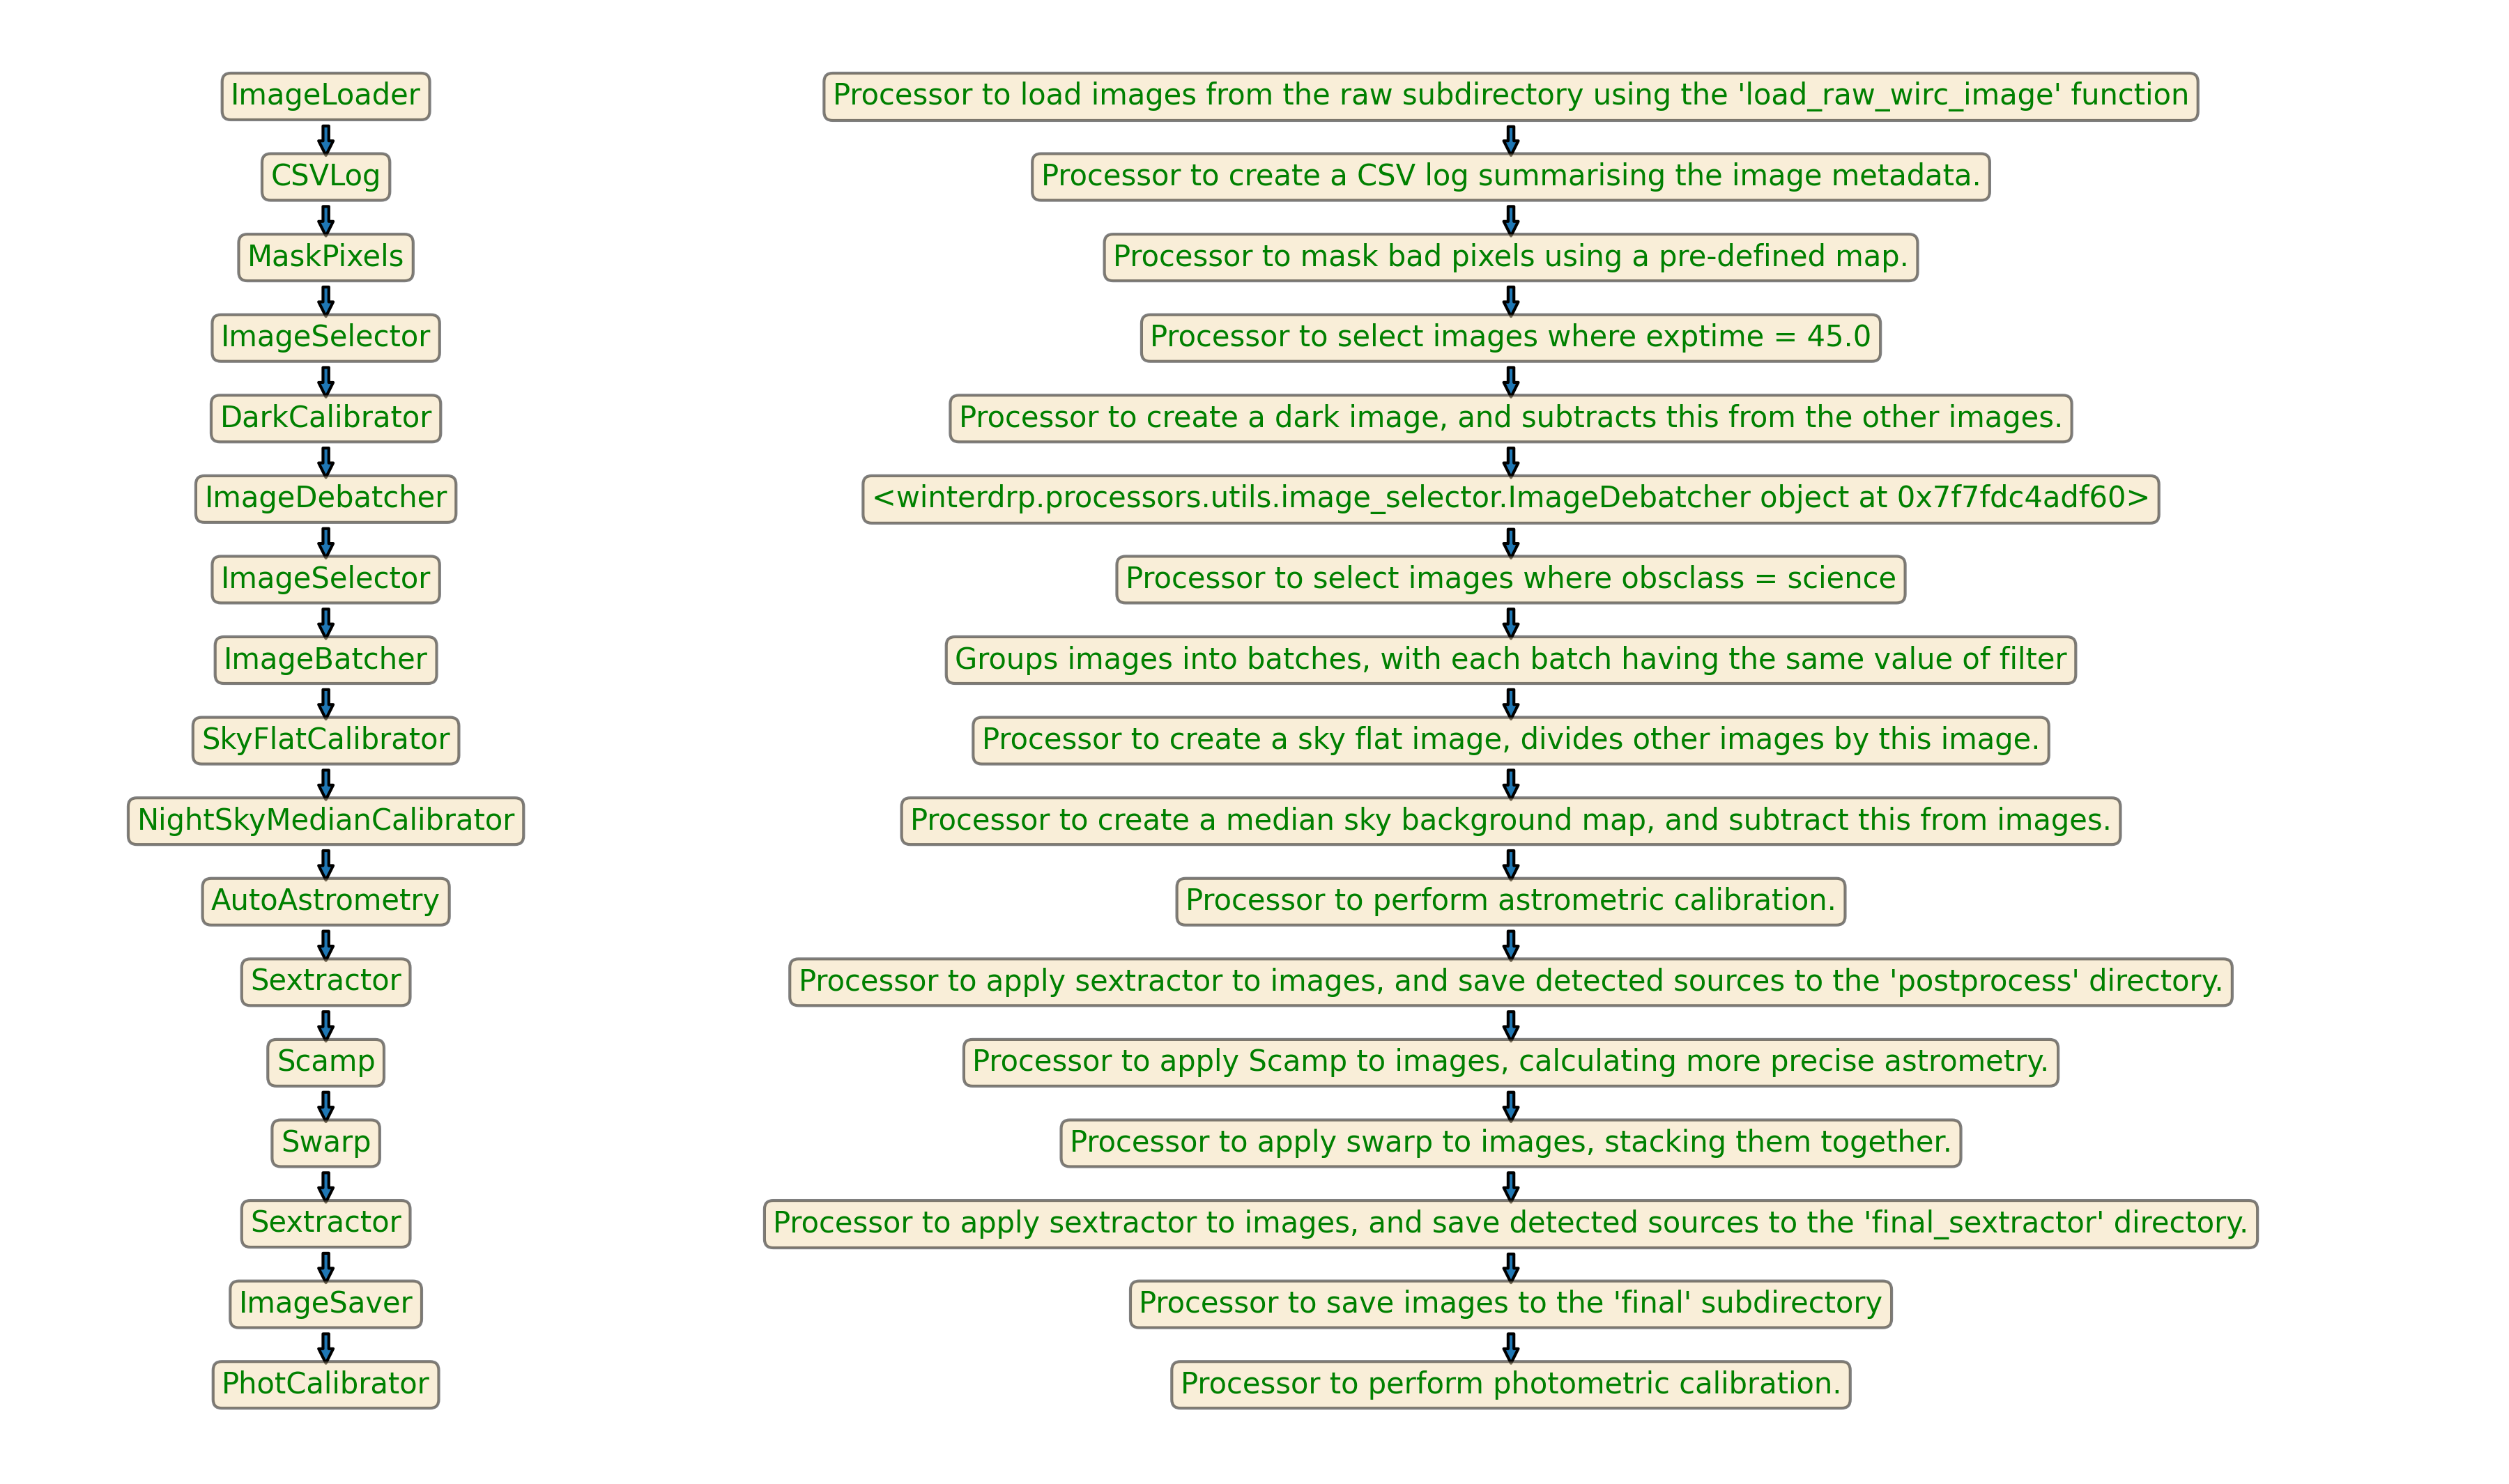 ImageLoader
Processor to load images from the raw subdirectory using the 'load_raw_wirc_image' function
CSVLog
Processor to create a CSV log summarising the image metadata.
MaskPixels
Processor to mask bad pixels using a pre-defined map.
ImageSelector
Processor to select images where exptime = 45.0
DarkCalibrator
Processor to create a dark image, and subtracts this from the other images.
ImageDebatcher
<winterdrp.processors.utils.image_selector.ImageDebatcher object at 0x7f7fdc4adf60>
ImageSelector
Processor to select images where obsclass = science
ImageBatcher
Groups images into batches, with each batch having the same value of filter
SkyFlatCalibrator
Processor to create a sky flat image, divides other images by this image.
NightSkyMedianCalibrator
Processor to create a median sky background map, and subtract this from images.
AutoAstrometry
Processor to perform astrometric calibration.
Sextractor
Processor to apply sextractor to images, and save detected sources to the 'postprocess' directory.
Scamp
Processor to apply Scamp to images, calculating more precise astrometry.
Swarp
Processor to apply swarp to images, stacking them together.
Sextractor
Processor to apply sextractor to images, and save detected sources to the 'final_sextractor' directory.
ImageSaver
Processor to save images to the 'final' subdirectory
PhotCalibrator
Processor to perform photometric calibration.